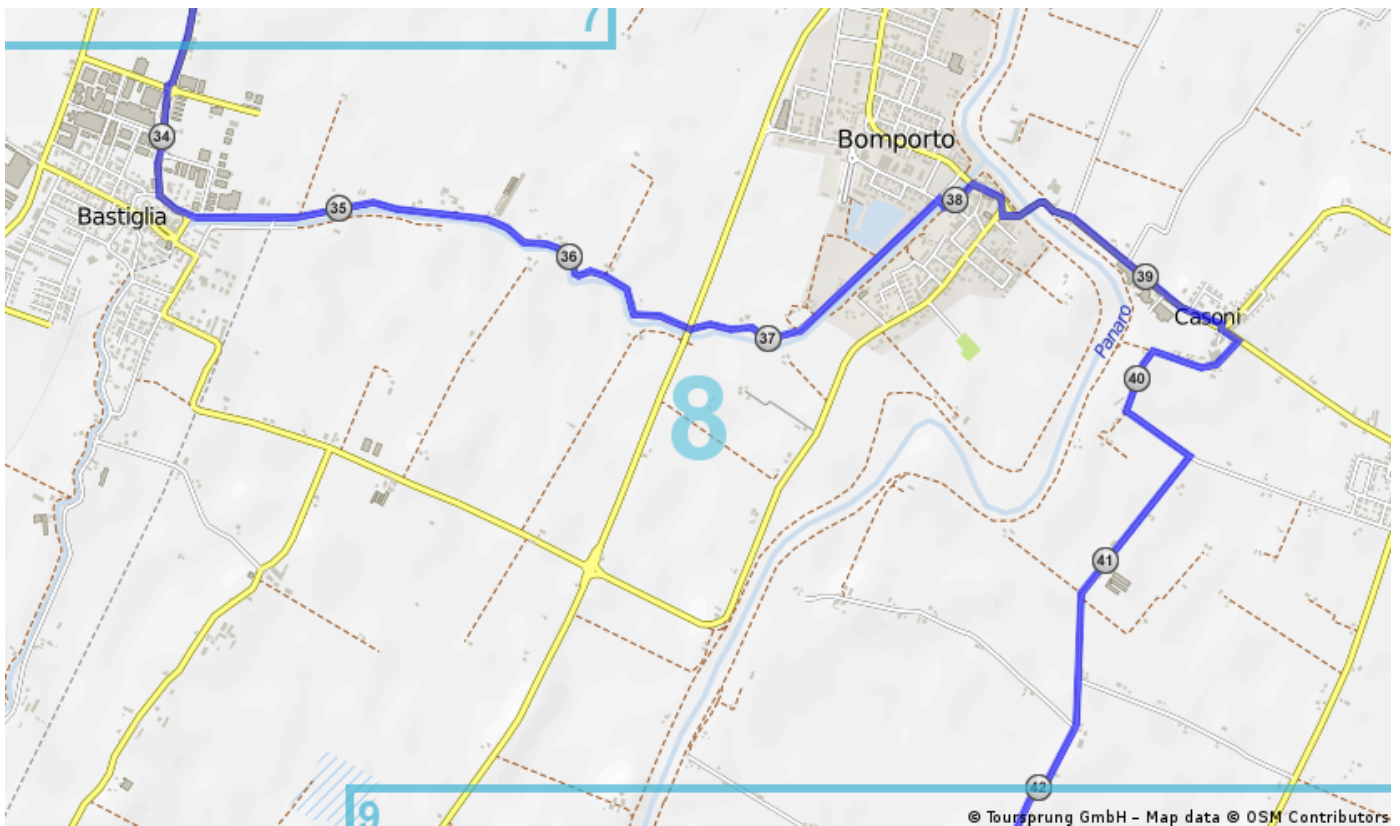 7
34
Bomporto
38
Bastiglia
35
36
39
Casoni
Panaro
37
40
8
41
42
9
© Toursprung GmbH – Map data © OSM Contributors